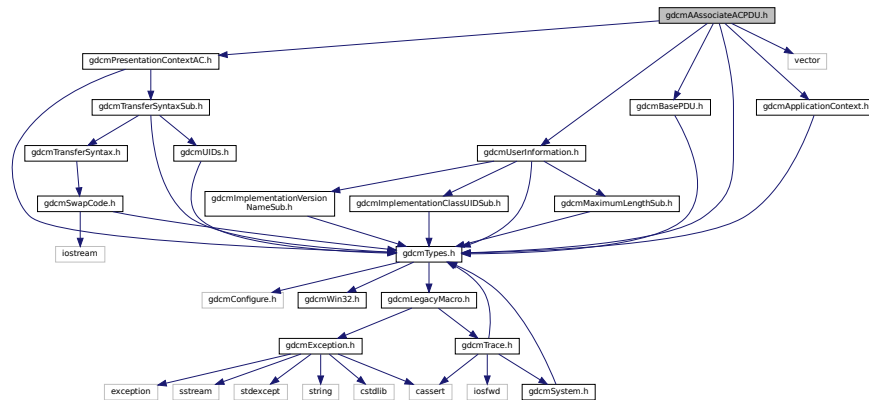 gdcmAAssociateACPDU.h
gdcmPresentationContextAC.h
vector
gdcmTransferSyntaxSub.h
gdcmBasePDU.h
gdcmApplicationContext.h
gdcmTransferSyntax.h
gdcmUIDs.h
gdcmUserInformation.h
gdcmSwapCode.h
gdcmImplementationVersion
NameSub.h
gdcmImplementationClassUIDSub.h
gdcmMaximumLengthSub.h
iostream
gdcmTypes.h
gdcmConfigure.h
gdcmWin32.h
gdcmLegacyMacro.h
gdcmException.h
gdcmTrace.h
exception
sstream
stdexcept
string
cstdlib
cassert
iosfwd
gdcmSystem.h